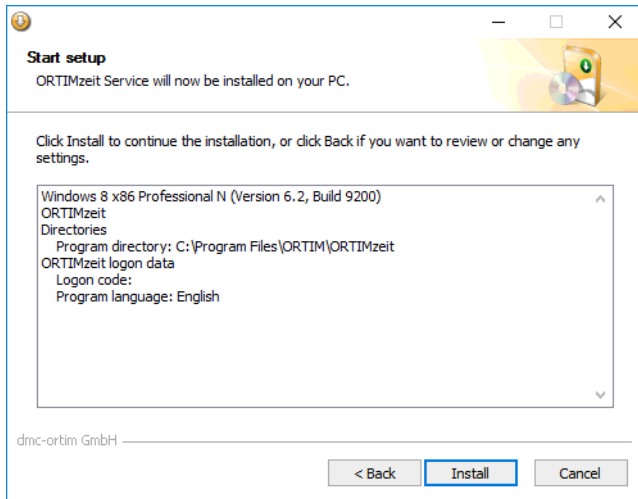 Start setup
ORTIMzeit Service will now be installed on your PC.
Click Install to continue the installation, or click Back if you want to review or change any
settings.
Windows 8 x86 Professional N (Version 6.2, Build 9200)
ORTIMzeit
Directories
Program directory: C:\Program Files\ORTIM\ORTIMzeit
ORTIMzeit logon data
Logon code:
Program language: English
dmc-ortim GmbH
< Back
Install
Cancel